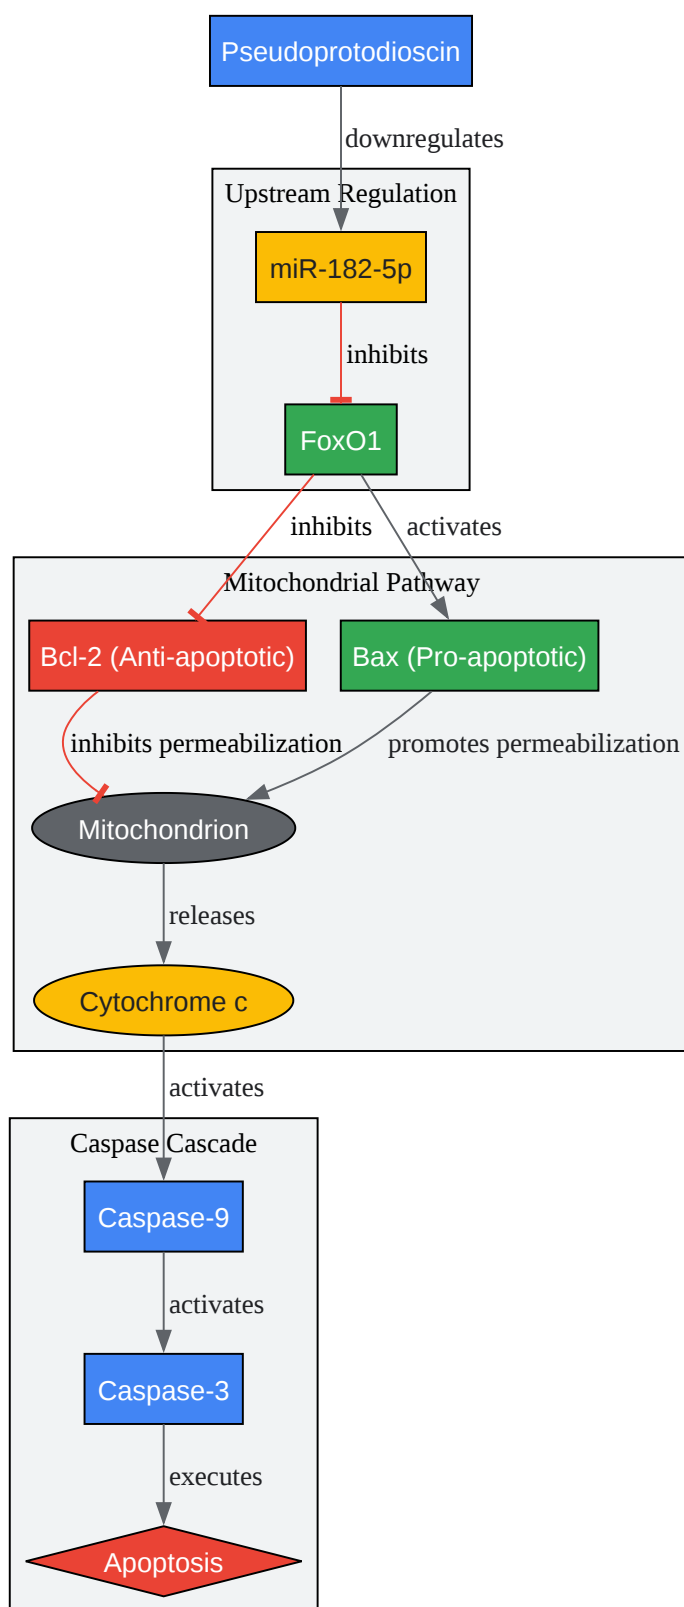 Pseudoprotodioscin
downregulates
Upstream Regulation
miR-182-5p
inhibits
FoxO1
inhibits
activates
Mitochondrial Pathway
Bcl-2 (Anti-apoptotic)
Bax (Pro-apoptotic)
inhibits permeabilization
promotes permeabilization
Mitochondrion
releases
Cytochrome c
activates
Caspase Cascade
Caspase-9
activates
Caspase-3
executes
Apoptosis